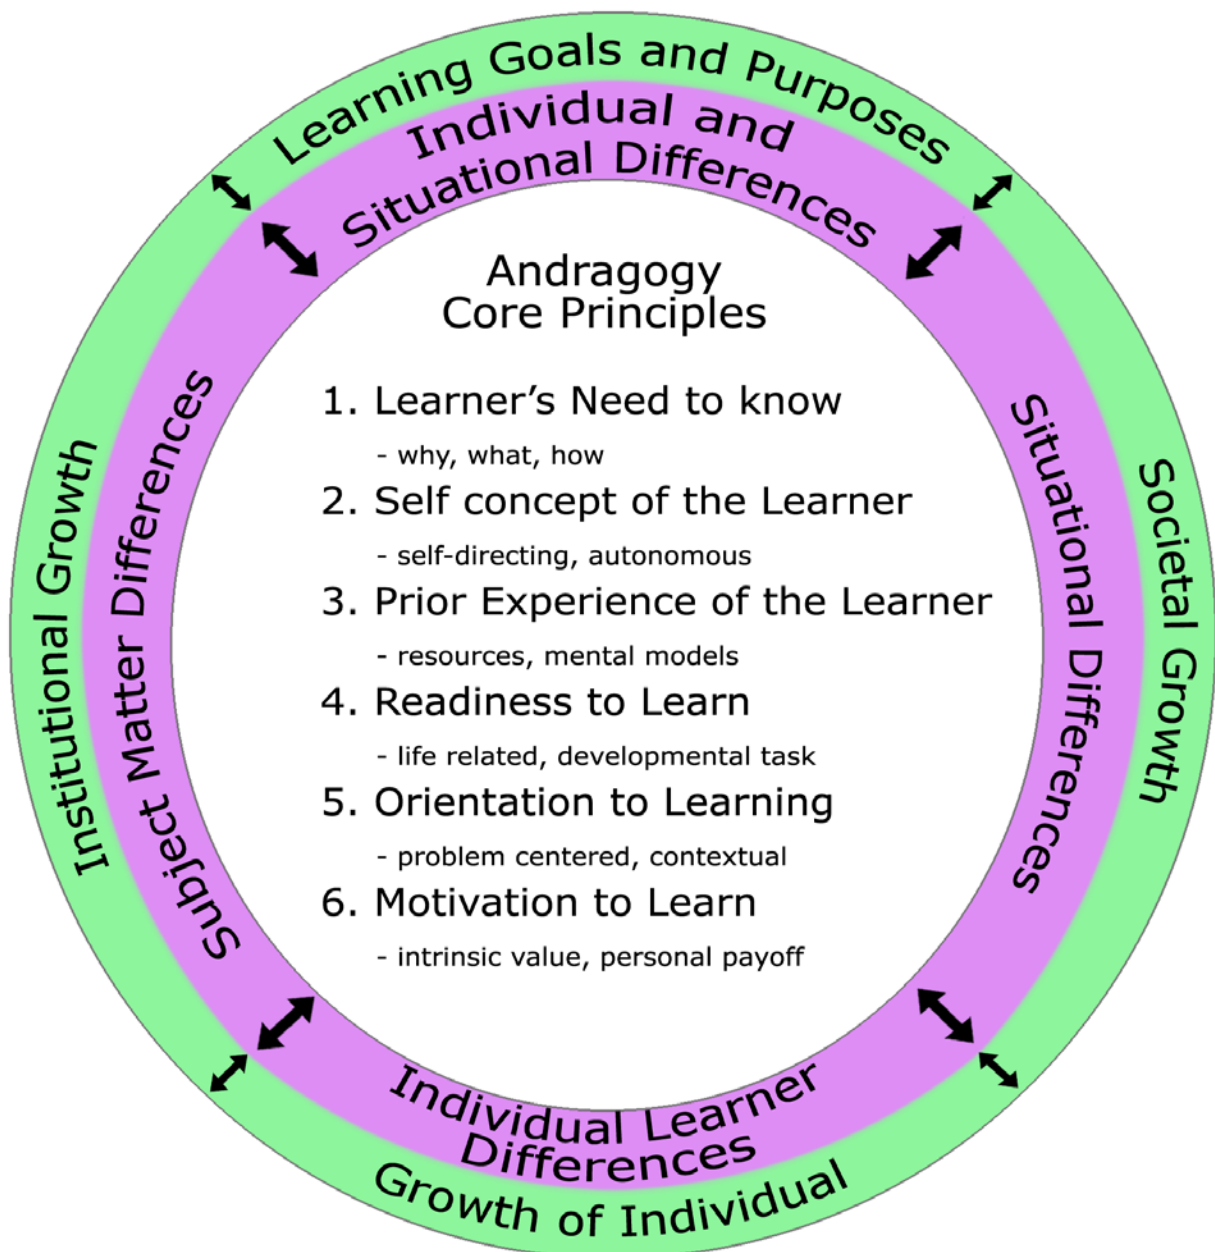 Learning Goals and Purposes
Individual and
Situational Differences
Andragogy
Core Principles
1. Learner’s Need to know
- why, what, how
2. Self concept of the Learner
- self-directing, autonomous
3. Prior Experience of the Learner
- resources, mental models
4. Readiness to Learn
- life related, developmental task
5. Orientation to Learning
- problem centered, contextual
6. Motivation to Learn
- intrinsic value, personal payoff
Institutional Growth
Subject Matter Differences
Situational Differences
Societal Growth
Individual Learner
Differences
Growth of Individual